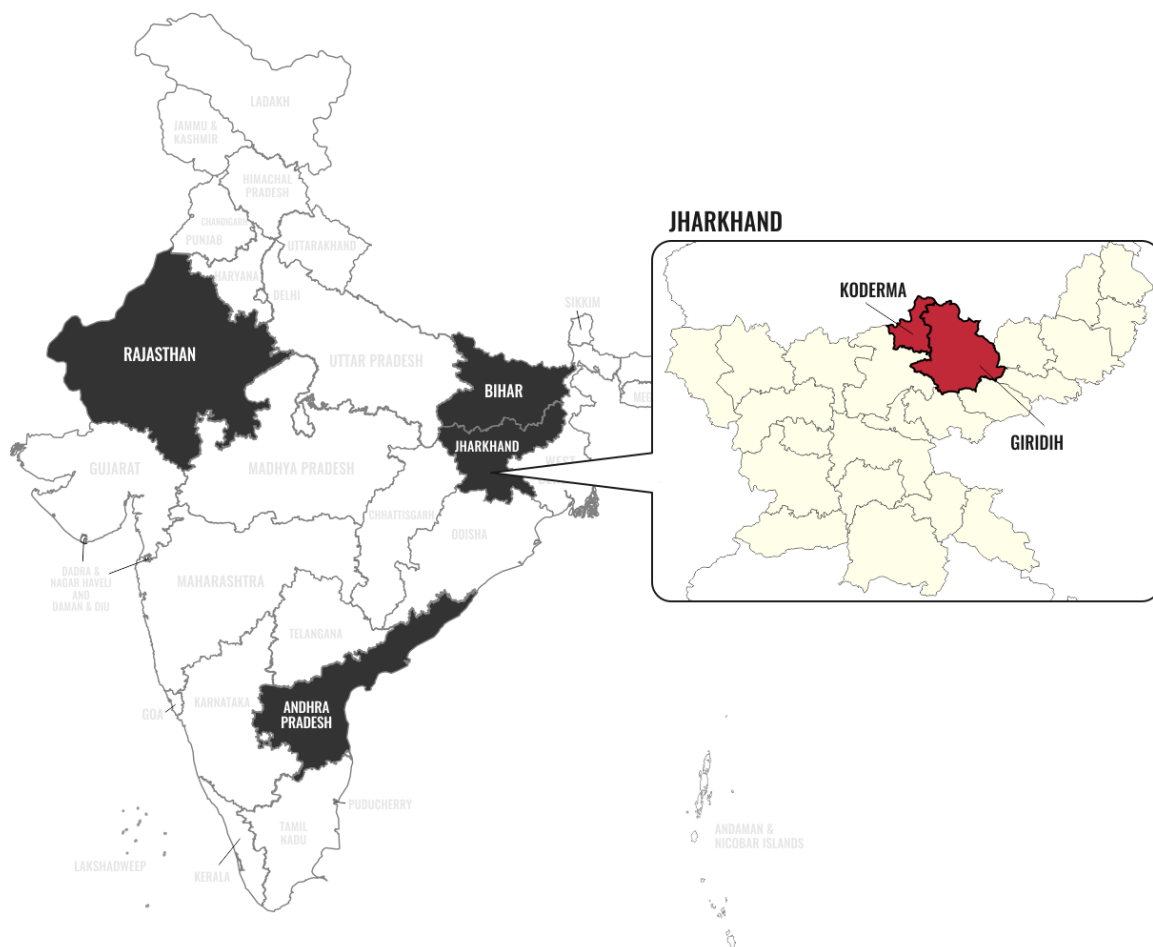 LADAKH
JAMMU &
KASHMIR
HIMACHAL
PRADESH
CHANDIGARH
PUNJAB
UTTARAKHAND
HARYANA
DELHI
RAJASTHAN
UTTAR PRADESH
SIKKIM
BIHAR
MEG
JHARKHAND
GUJARAT
MADHYA PRADESH
WEST
CHHATTISGARH
ODISHA
DADRA &
NAGAR HAVELI
AND
DAMAN & DIU
MAHARASHTRA
TELANGANA
KARNATAKA
GOA
ANDHRA
PRADESH
PUDUCHERRY
TAMIL
NADU
LAKSHADWEEP
KERALA
ANDAMAN &
NICOBAR ISLANDS
JHARKHAND
KODERMA
GIRIDIH